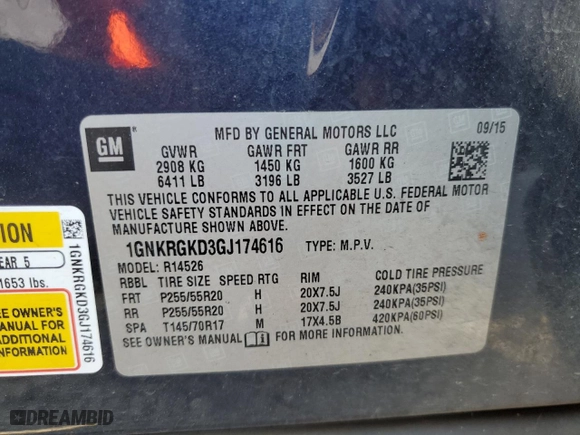 GM
MFD BY GENERAL MOTORS LLC 09/15
GVWR GAWR FRT GAWR RR
2908 KG 1450 KG 1600 KG
6411 LB 3196 LB 3527 LB
THIS VEHICLE CONFORMS TO ALL APPLICABLE U.S. FEDERAL MOTOR
VEHICLE SAFETY STANDARDS IN EFFECT ON THE DATE OF
MANUFACTURE SHOWN ABOVE.
1GNKRGKD3GJ174616 TYPE: M.P.V.
MODEL: R14526
RBBL TIRE SIZE SPEED RTG RIM COLD TIRE PRESSURE
FRT P255/55R20 H 20X7.5J 240KPA(35PSI)
RR P255/55R20 H 20X7.5J 240KPA(35PSI)
SPA T145/70R17 M 17X4.5B 420KPA(60PSI)
SEE OWNER'S MANUAL FOR MORE INFORMATION
EAR 5
1653 lbs.
SEE OWNER'S
MANUAL FOR
ADDITIONAL
1GNKRGKD3GJ174616
DREAMBID